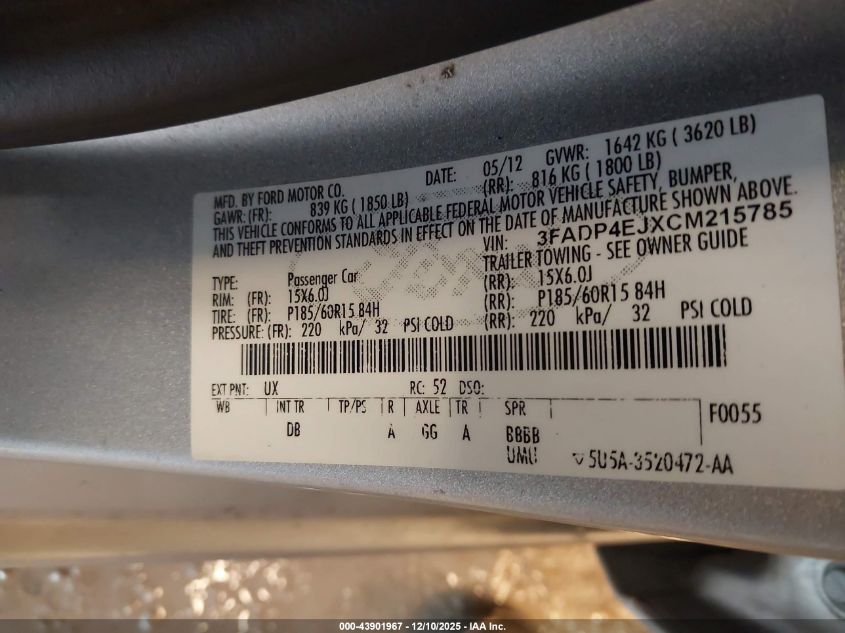 MFD. BY FORD MOTOR CO. DATE: 05/12 GVWR: 1642 KG ( 3620 LB)
GAWR: (FR): 839 KG ( 1850 LB) (RR): 816 KG ( 1800 LB)
THIS VEHICLE CONFORMS TO ALL APPLICABLE FEDERAL MOTOR VEHICLE SAFETY, BUMPER,
AND THEFT PREVENTION STANDARDS IN EFFECT ON THE DATE OF MANUFACTURE SHOWN ABOVE.
VIN: 3FADP4EJXCM215785
TYPE: Passenger Car TRAILER TOWING - SEE OWNER GUIDE
RIM: (FR): 15X6.0J (RR): 15X6.0J
TIRE: (FR): P185/60R15 84H (RR): P185/60R15 84H
PRESSURE: (FR): 220 kPa/ 32 PSI COLD (RR): 220 kPa/ 32 PSI COLD
EXT PNT: UX RC: 52 DSO:
WB INT TR TP/PS R AXLE TR SPR F0055
DB A GG A BBBB
UMU 5U5A-3520472-AA
000-43901967 - 12/10/2025 - IAA Inc.